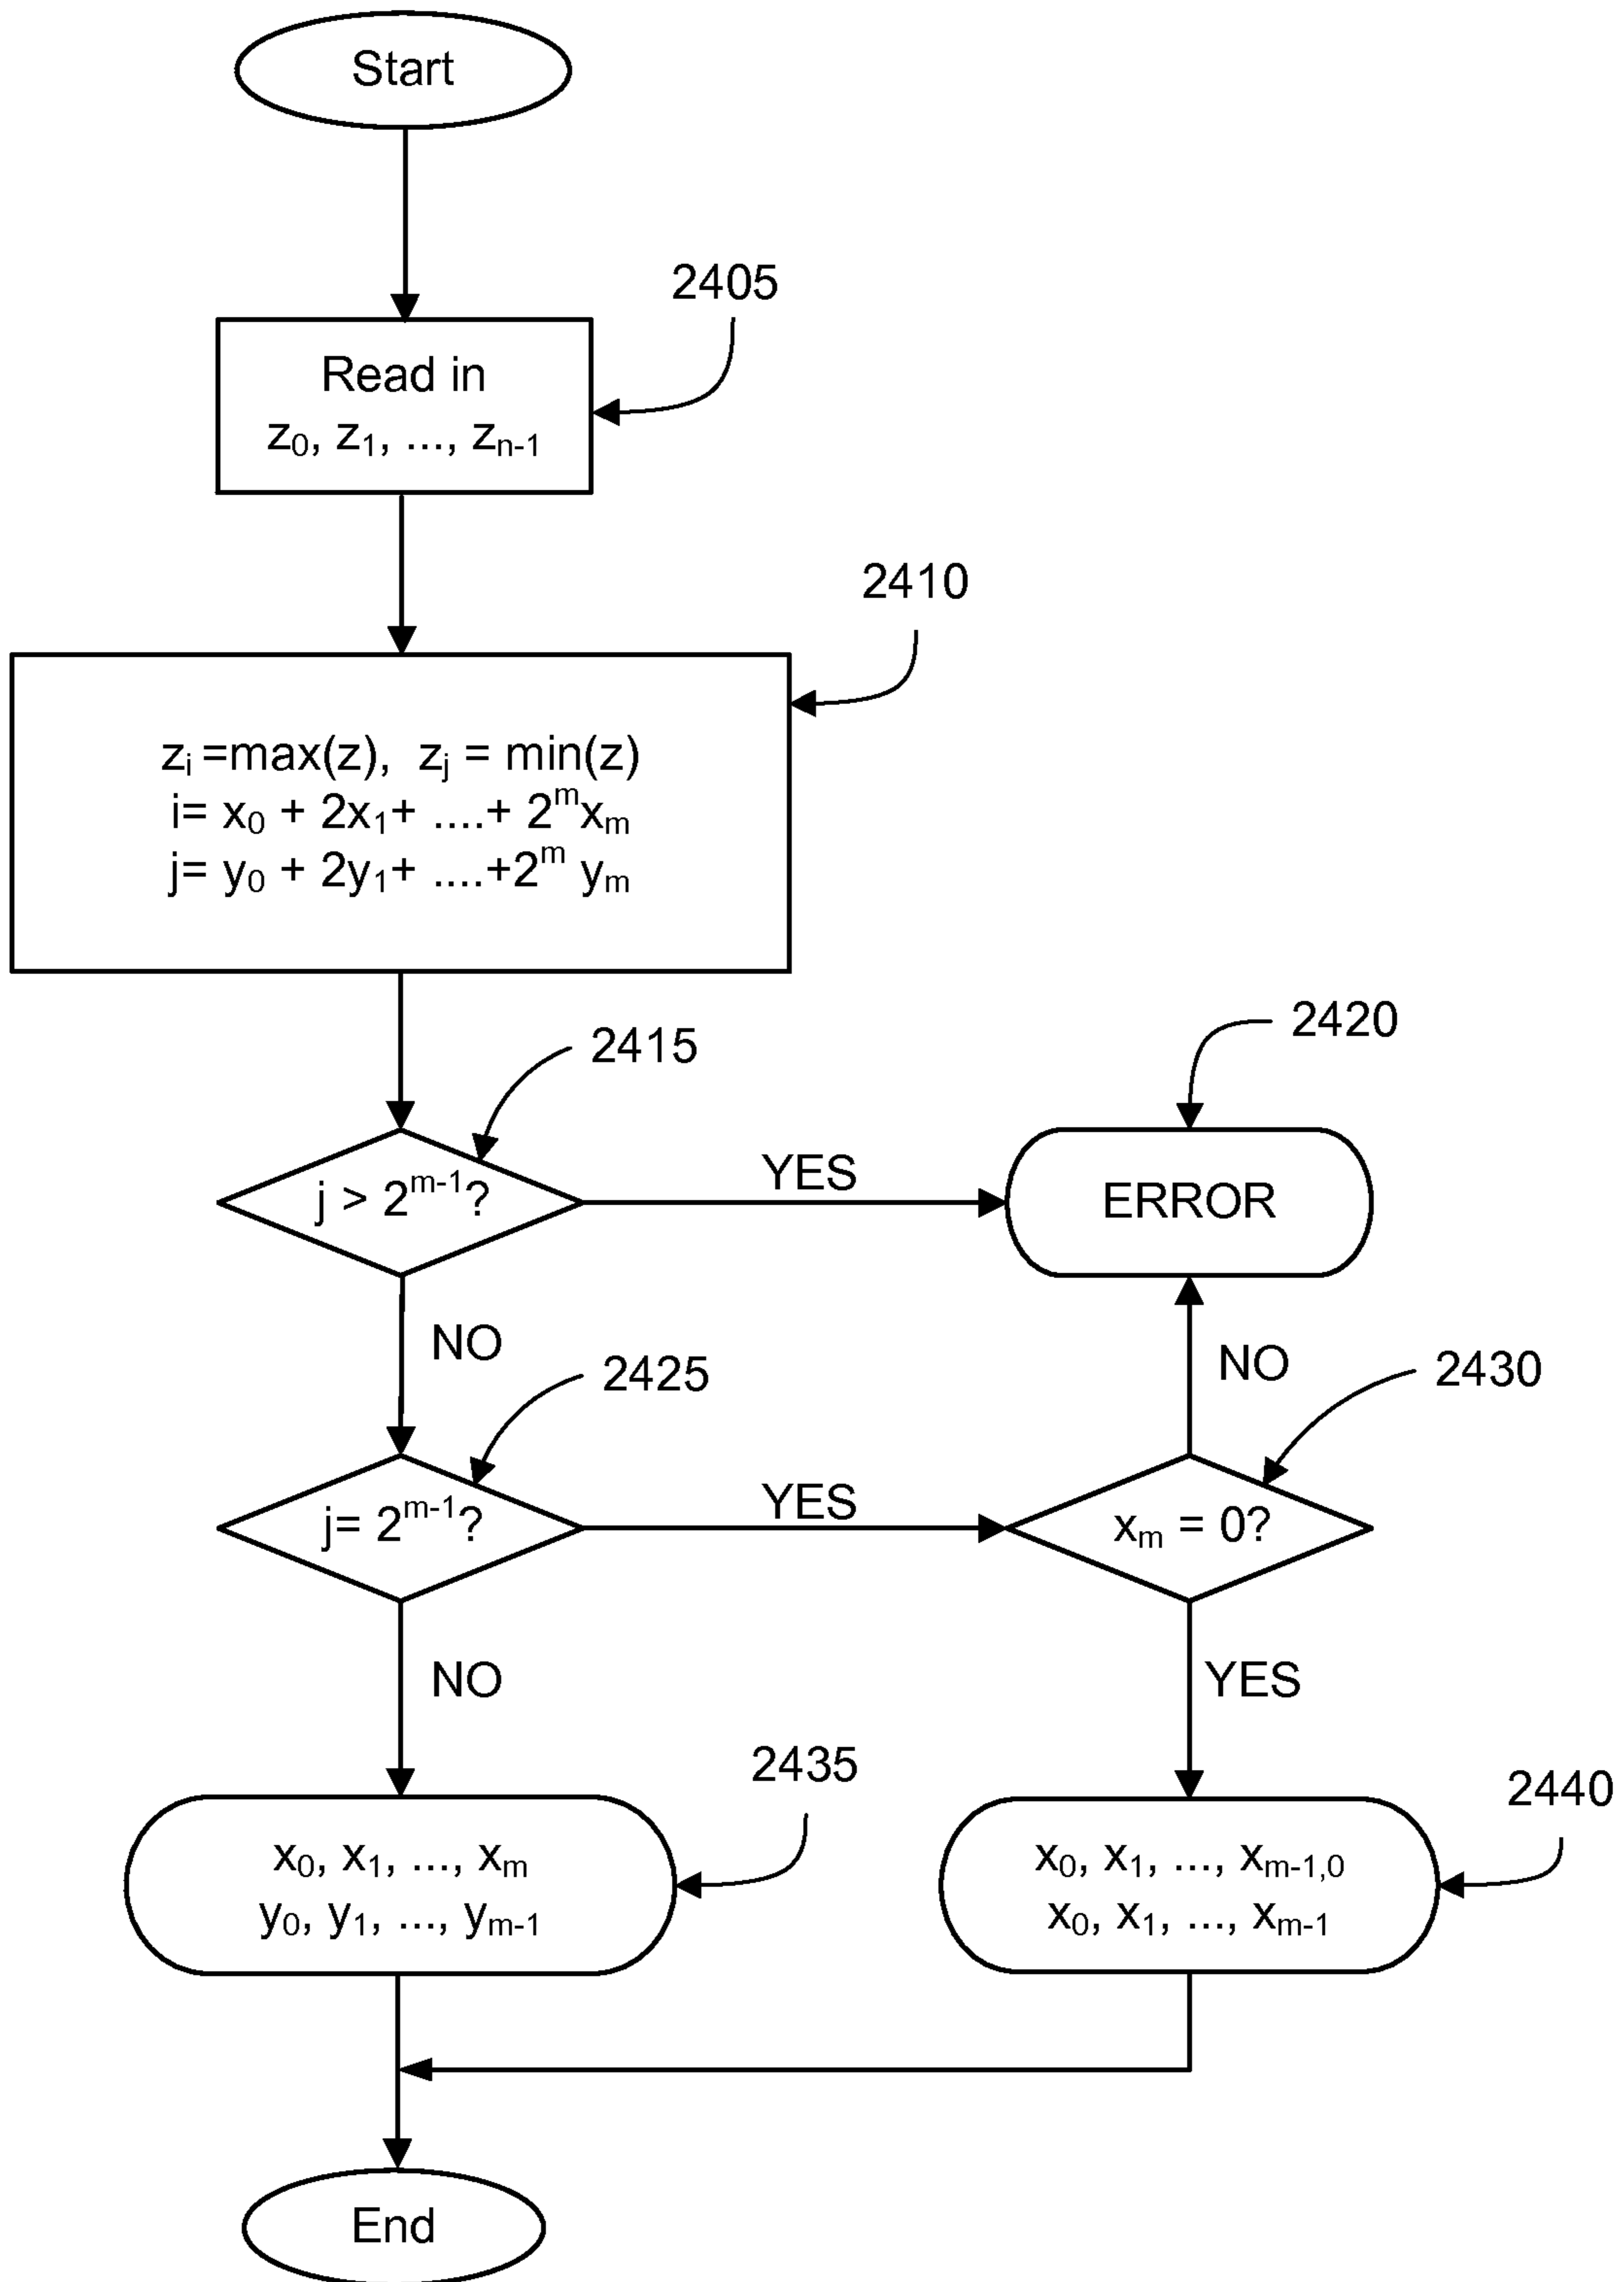 Start
2405
Read in
z₀, z₁, ..., zₙ₋₁
2410
zᵢ =max(z), zⱼ = min(z)
i= x₀ + 2x₁+ ....+ 2ᵐxₘ
j= y₀ + 2y₁+ ....+2ᵐ yₘ
2415
2420
j > 2ᵐ⁻¹?
YES
ERROR
NO
NO
2425
2430
j= 2ᵐ⁻¹?
YES
xₘ = 0?
NO
YES
2435
2440
x₀, x₁, ..., xₘ
y₀, y₁, ..., yₘ₋₁
x₀, x₁, ..., xₘ₋₁,₀
x₀, x₁, ..., xₘ₋₁
End